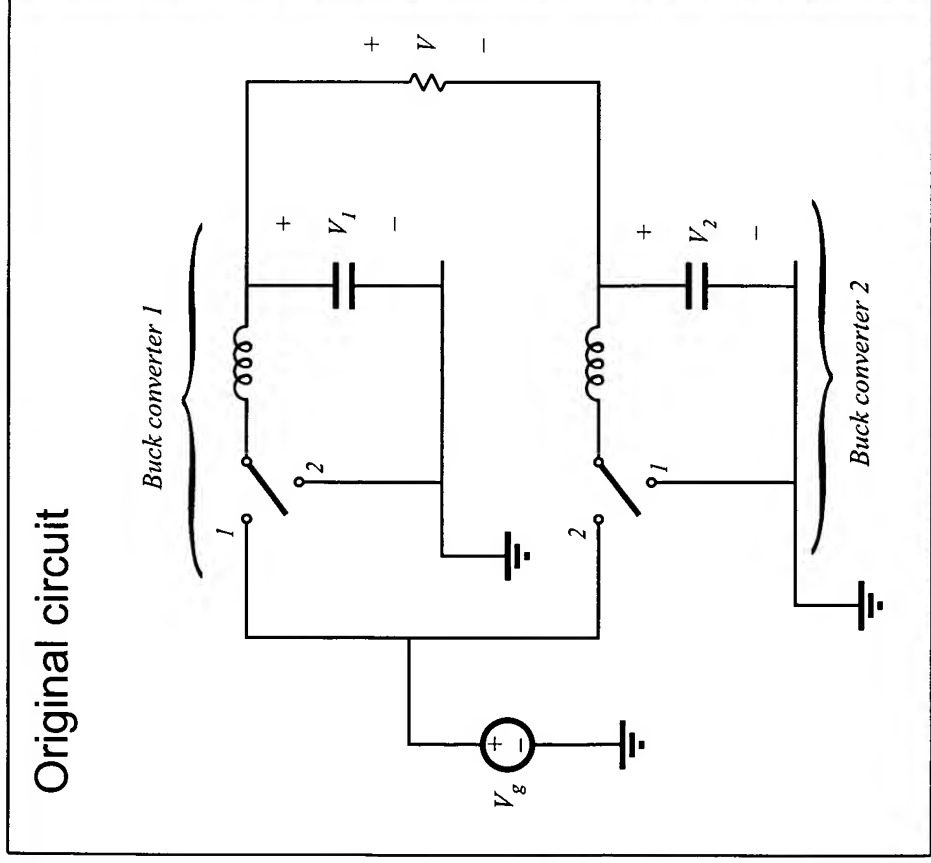 Original circuit
Buck converter 1
1
2
+
V1
−
+
V
−
Vg
+
−
2
1
+
V2
−
Buck converter 2